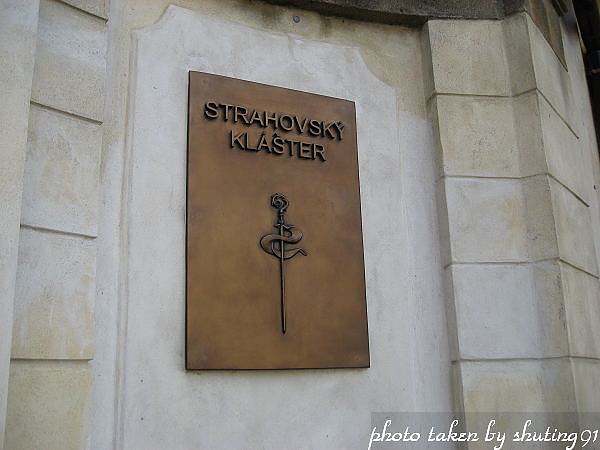 STRAHOVSKÝ
KLÁŠTER
photo taken by shuting91